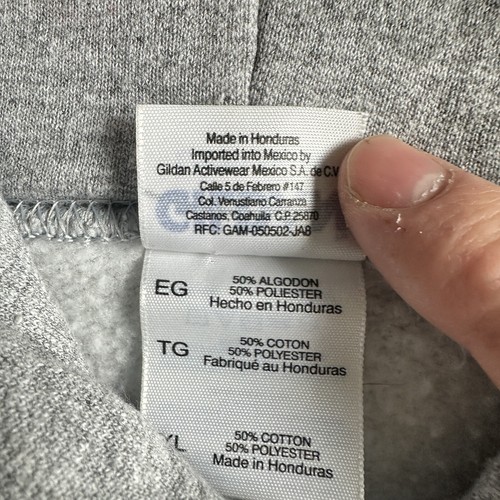 Made in Honduras
Imported into Mexico by
Gildan Activewear Mexico S.A. de C.V
Calle 5 de Febrero #147
Col. Venustiano Carranza
Castanos, Coahuila C.P. 25870
RFC: GAM-050502-JA8
EG
50% ALGODON
50% POLIESTER
Hecho en Honduras
TG
50% COTON
50% POLYESTER
Fabriqué au Honduras
XL
50% COTTON
50% POLYESTER
Made in Honduras